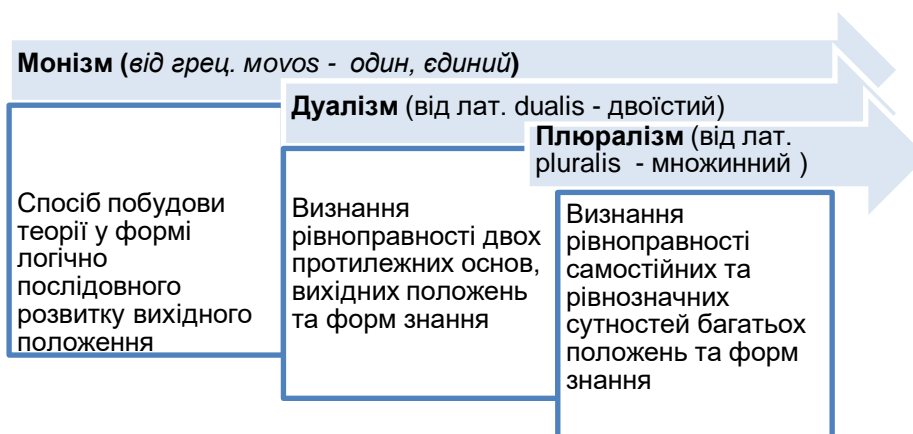 Монізм (від грец. моvos - один, єдиний)
Дуалізм (від лат. dualis - двоїстий)
Плюралізм (від лат.
pluralis - множинний )
Спосіб побудови
теорії у формі
логічно
послідовного
розвитку вихідного
положення
Визнання
рівноправності двох
протилежних основ,
вихідних положень
та форм знання
Визнання
рівноправності
самостійних та
рівнозначних
сутностей багатьох
положень та форм
знання